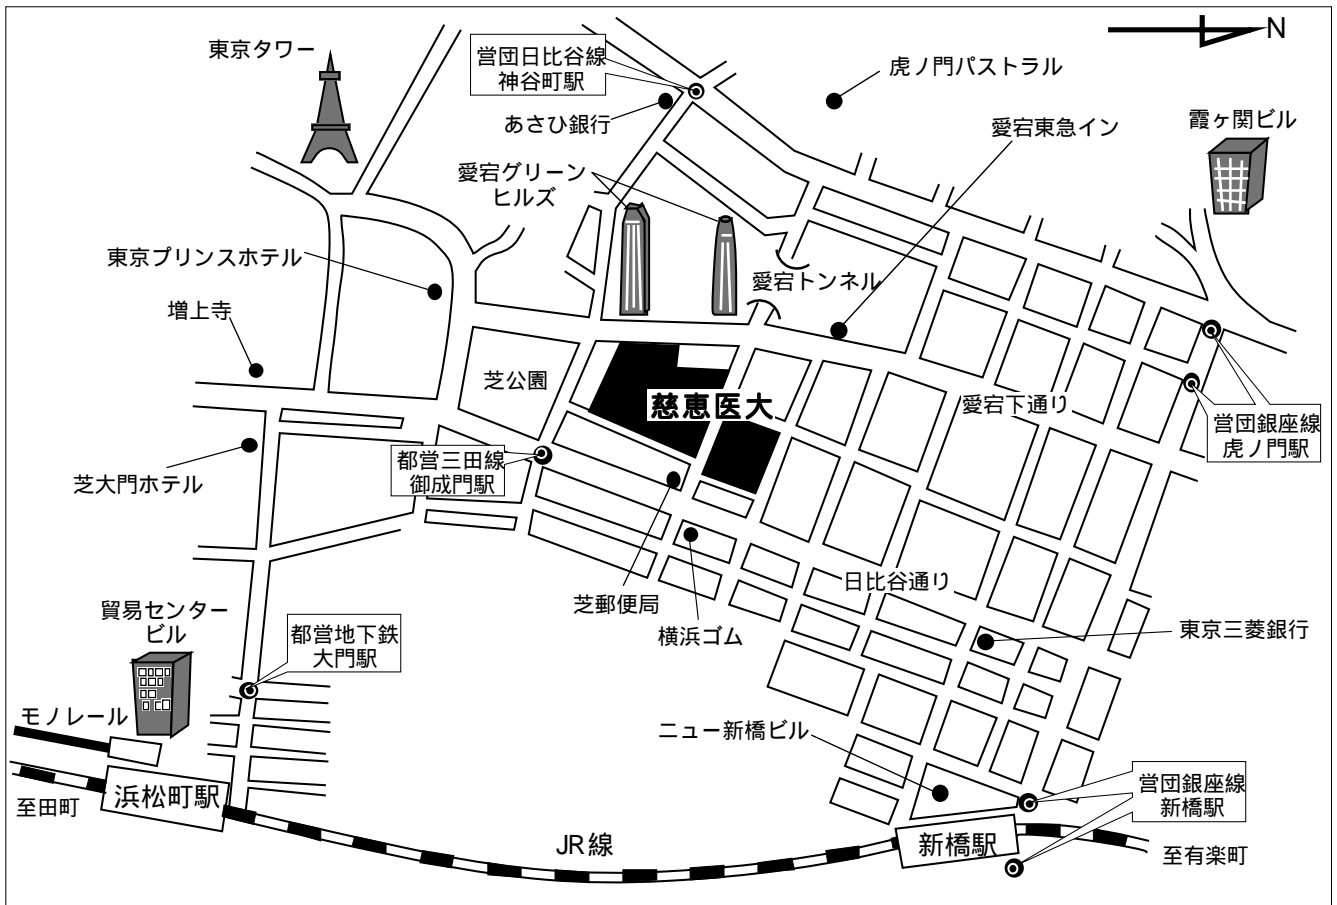 N
東京タワー
営団日比谷線
神谷町駅
虎ノ門パストラル
あさひ銀行
愛宕東急イン
霞ヶ関ビル
愛宕グリーン
ヒルズ
東京プリンスホテル
愛宕トンネル
増上寺
芝公園
慈恵医大
愛宕下通り
営団銀座線
虎ノ門駅
都営三田線
御成門駅
芝大門ホテル
日比谷通り
芝郵便局
横浜ゴム
東京三菱銀行
貿易センター
ビル
都営地下鉄
大門駅
モノレール
ニュー新橋ビル
営団銀座線
新橋駅
浜松町駅
至田町
JR線
新橋駅
至有楽町